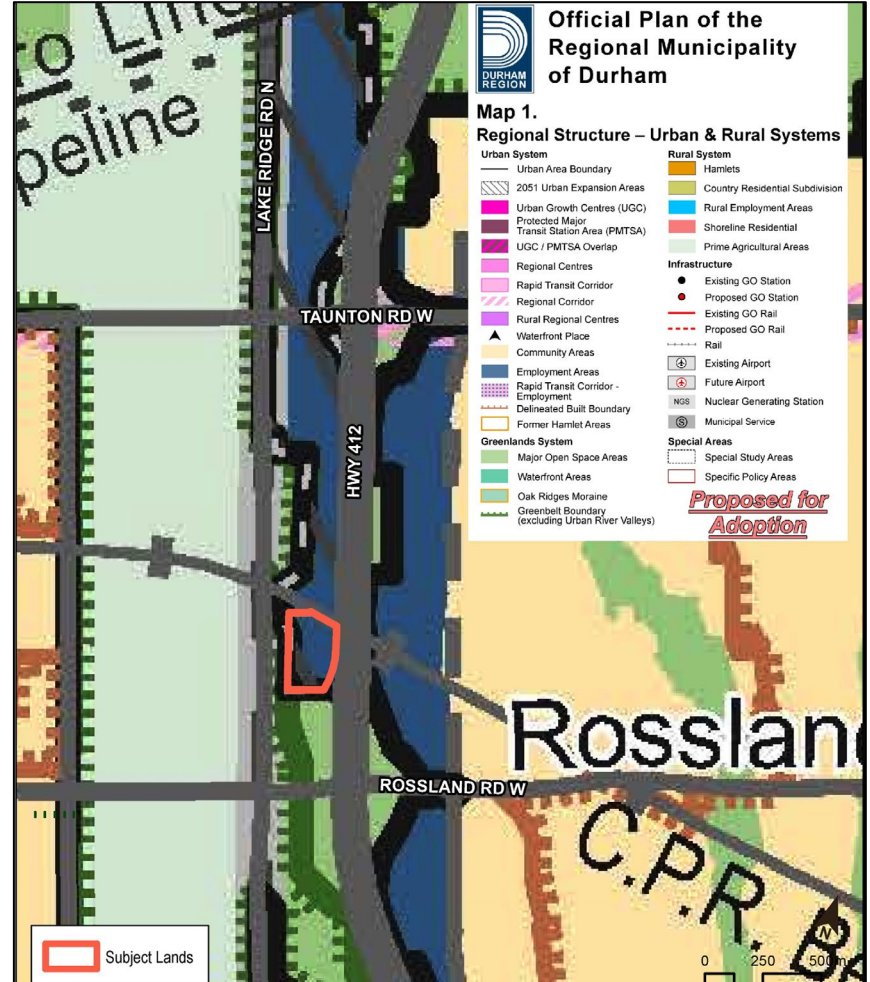 Official Plan of the
Regional Municipality
of Durham
DURHAM
REGION
Map 1.
Regional Structure – Urban & Rural Systems
Urban System
Urban Area Boundary
2051 Urban Expansion Areas
Urban Growth Centres (UGC)
Protected Major
Transit Station Area (PMTSA)
UGC / PMTSA Overlap
Regional Centres
Rapid Transit Corridor
Regional Corridor
Rural Regional Centres
Waterfront Place
Community Areas
Employment Areas
Rapid Transit Corridor -
Employment
Delineated Built Boundary
Former Hamlet Areas
Greenlands System
Major Open Space Areas
Waterfront Areas
Oak Ridges Moraine
Greenbelt Boundary
(excluding Urban River Valleys)
Rural System
Hamlets
Country Residential Subdivision
Rural Employment Areas
Shoreline Residential
Prime Agricultural Areas
Infrastructure
Existing GO Station
Proposed GO Station
Existing GO Rail
Proposed GO Rail
Rail
Existing Airport
Future Airport
NGS Nuclear Generating Station
S Municipal Service
Special Areas
Special Study Areas
Specific Policy Areas
Proposed for
Adoption
peline
LAKE RIDGE RD N
TAUNTON RD W
HWY 412
Rosslan
ROSSLAND RD W
C.P.R.
N
0 250 500m
Subject Lands